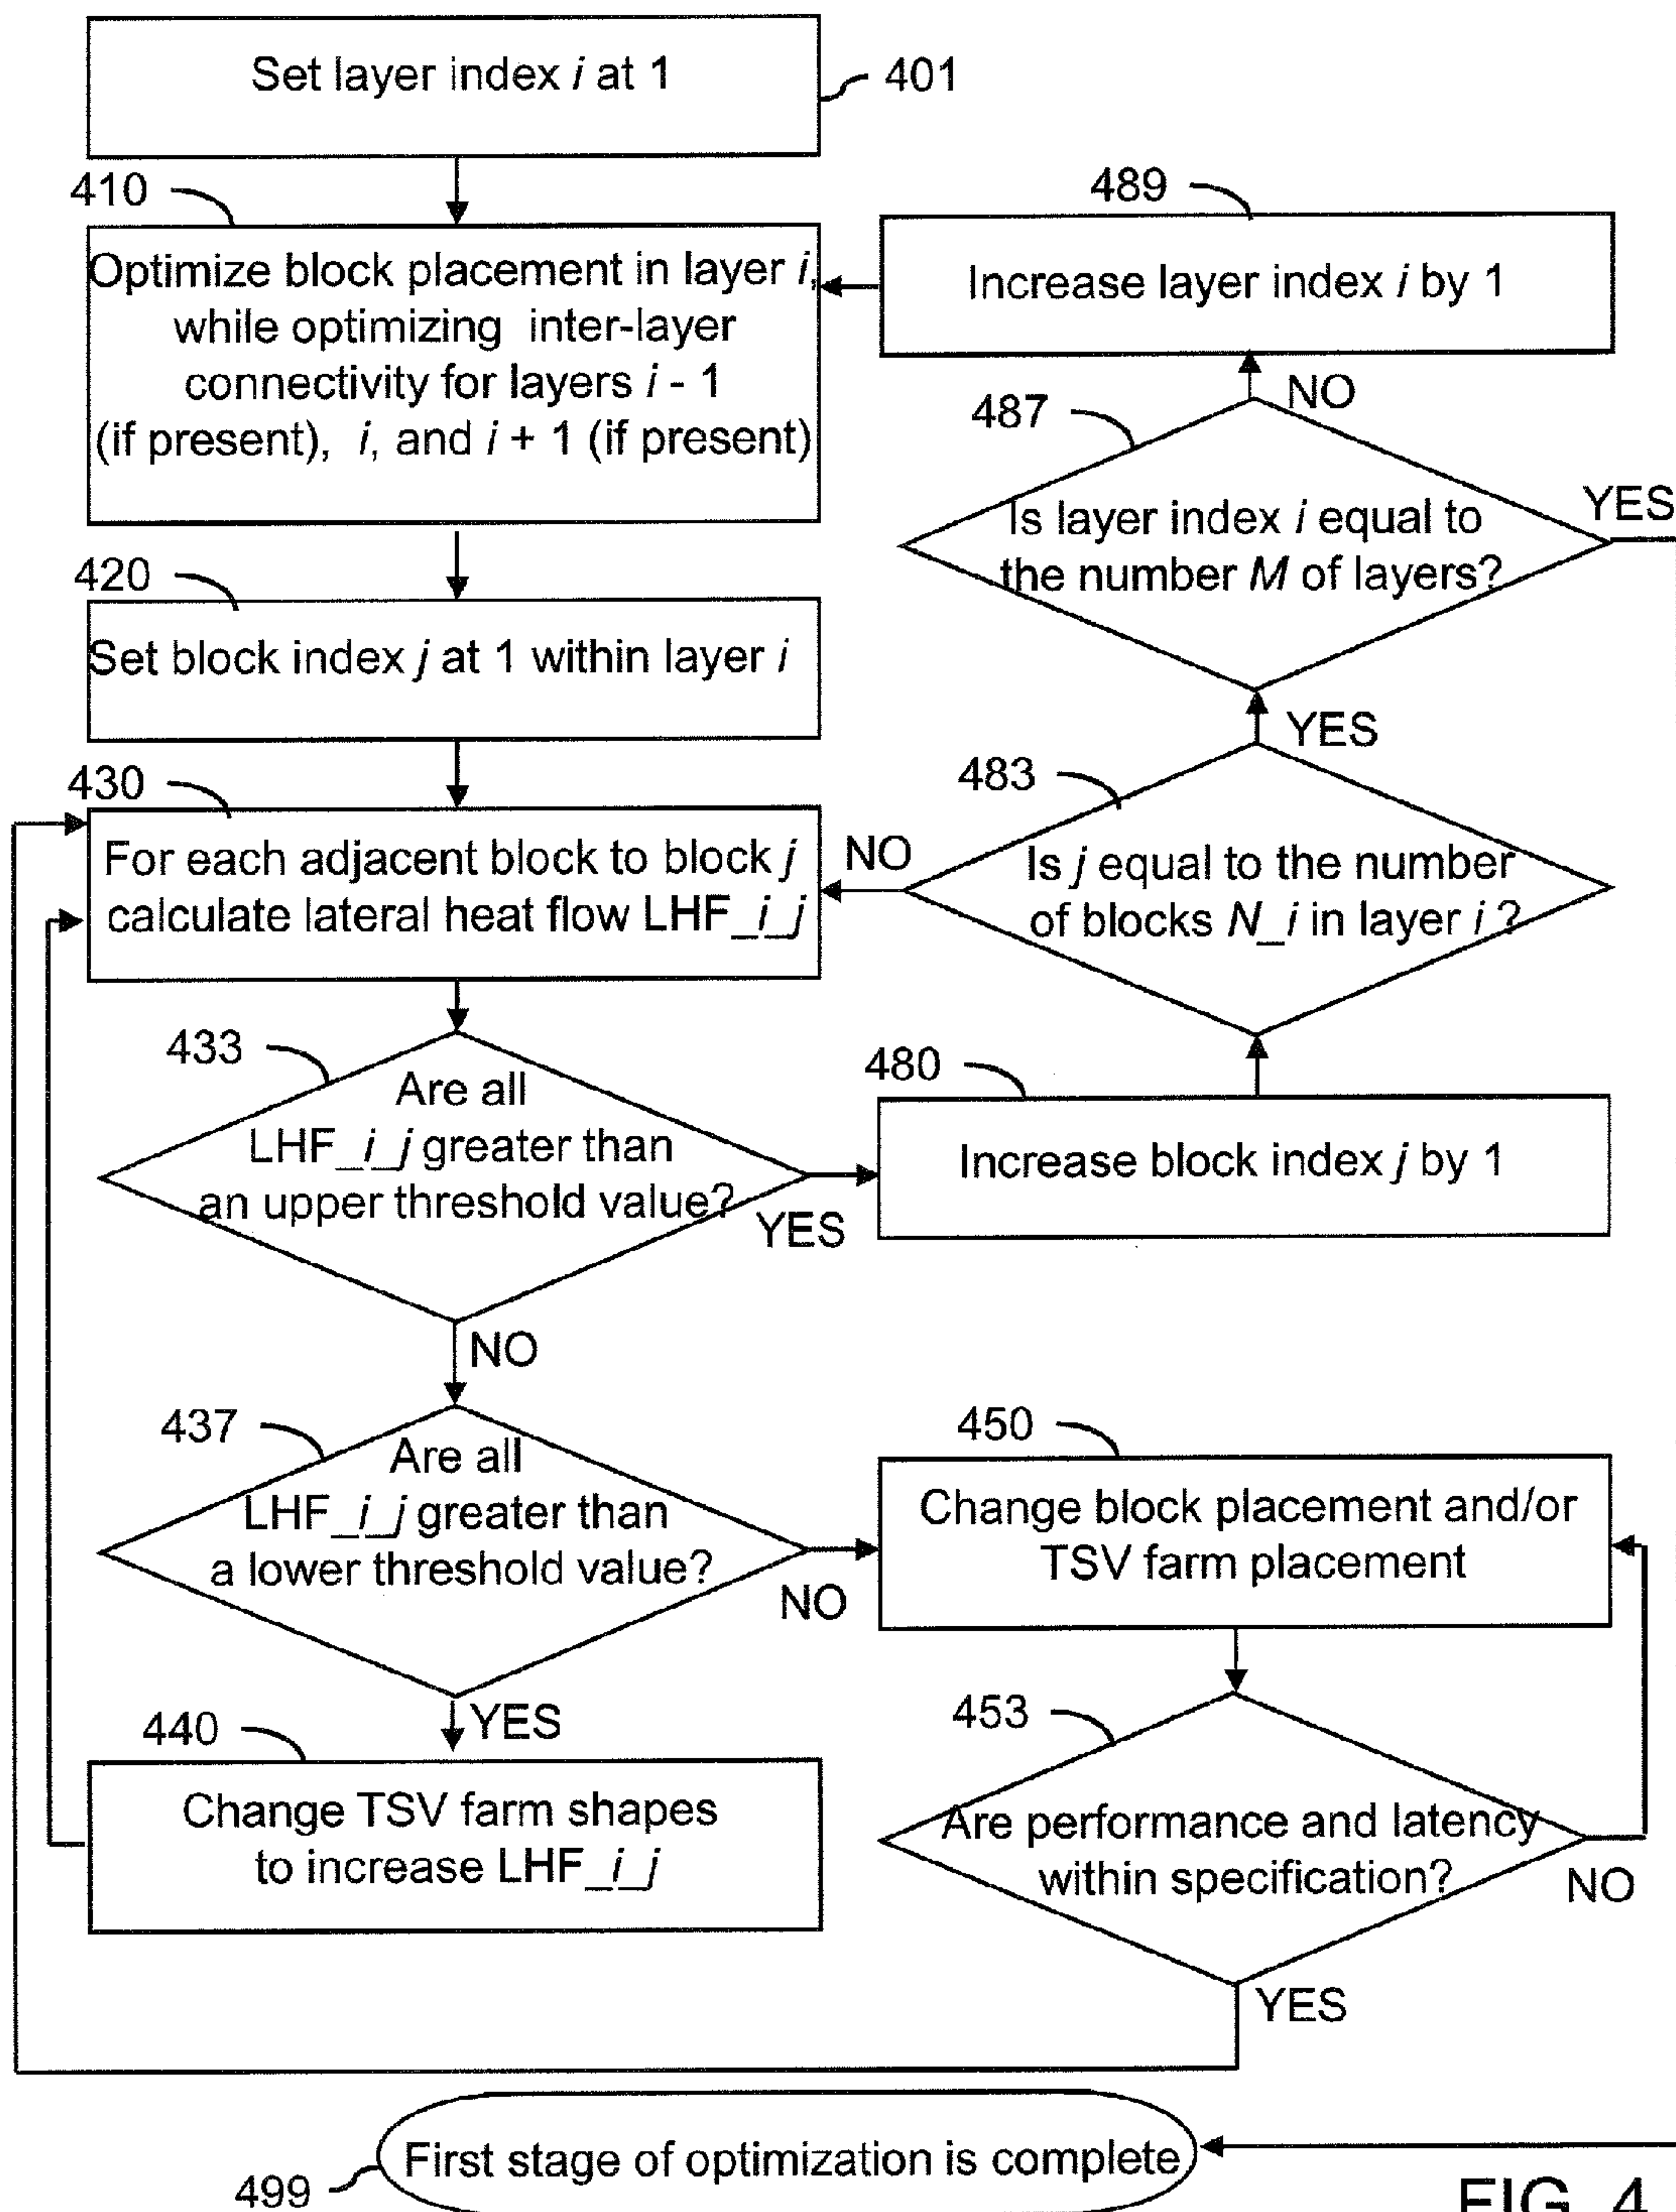 Set layer index i at 1
401
410
Optimize block placement in layer i,
while optimizing inter-layer
connectivity for layers i - 1
(if present), i, and i + 1 (if present)
489
Increase layer index i by 1
NO
487
Is layer index i equal to
the number M of layers?
YES
420
Set block index j at 1 within layer i
YES
483
Is j equal to the number
of blocks N_i in layer i ?
NO
430
For each adjacent block to block j
calculate lateral heat flow LHF_i_j
433
Are all
LHF_i_j greater than
an upper threshold value?
YES
480
Increase block index j by 1
NO
437
Are all
LHF_i_j greater than
a lower threshold value?
NO
450
Change block placement and/or
TSV farm placement
YES
440
Change TSV farm shapes
to increase LHF_i_j
453
Are performance and latency
within specification?
NO
YES
First stage of optimization is complete
499
FIG. 4